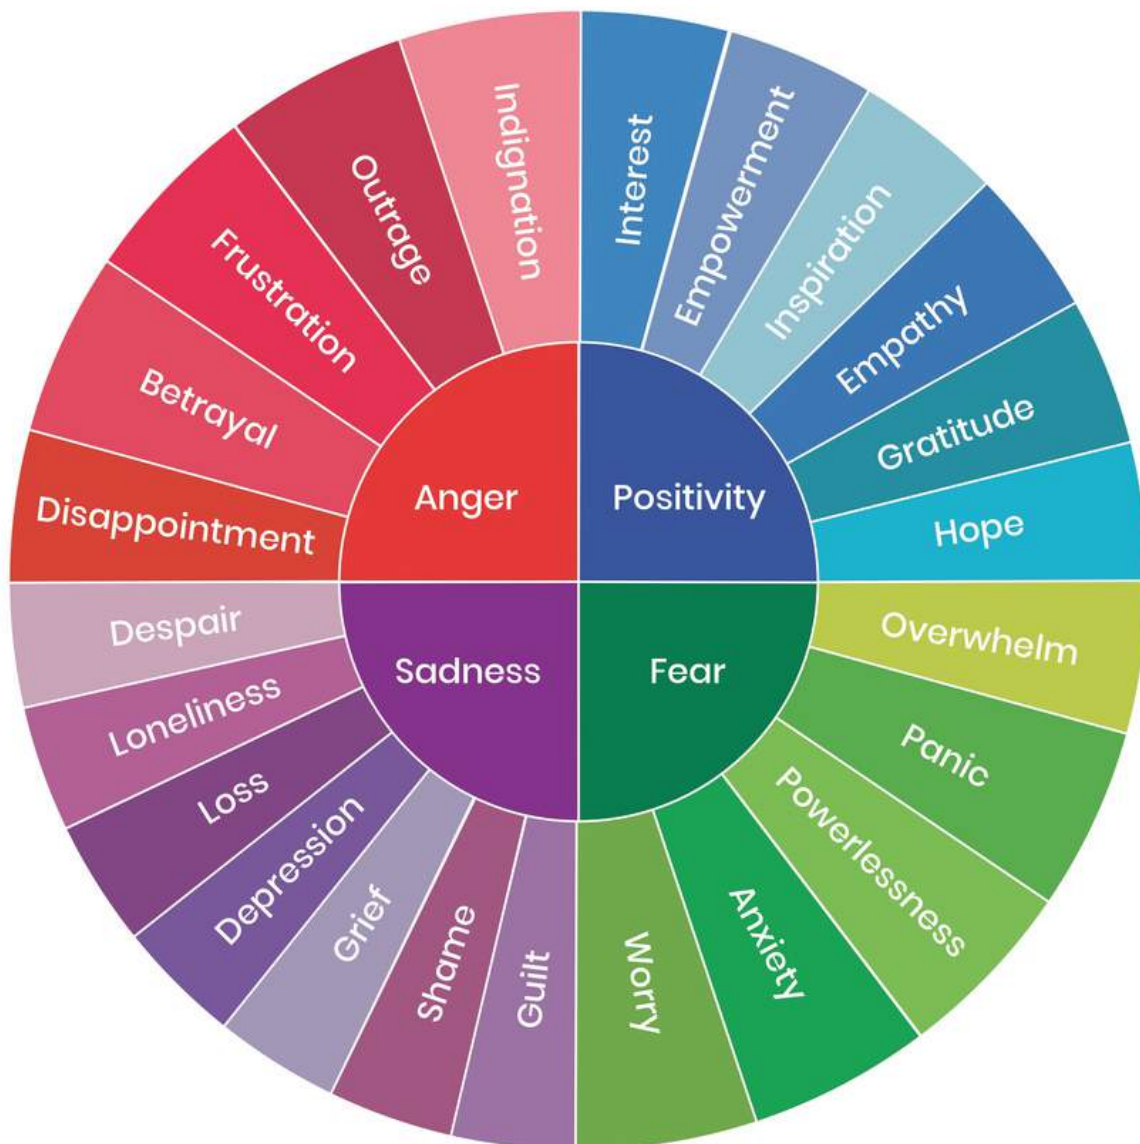 Indignation
Outrage
Frustration
Betrayal
Disappointment
Anger
Interest
Empowerment
Inspiration
Empathy
Gratitude
Hope
Positivity
Despair
Loneliness
Loss
Depression
Grief
Shame
Guilt
Sadness
Overwhelm
Panic
Powerlessness
Anxiety
Worry
Fear